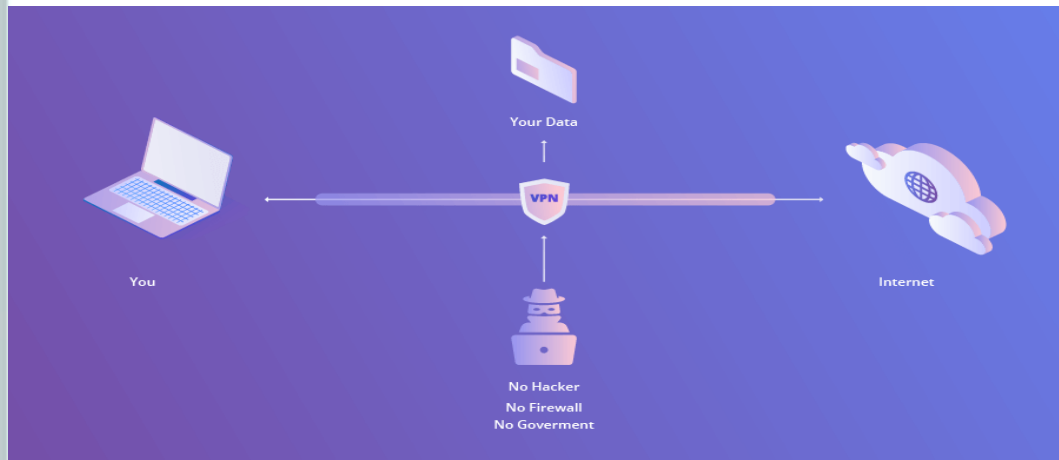 Your Data
VPN
You
Internet
No Hacker
No Firewall
No Goverment